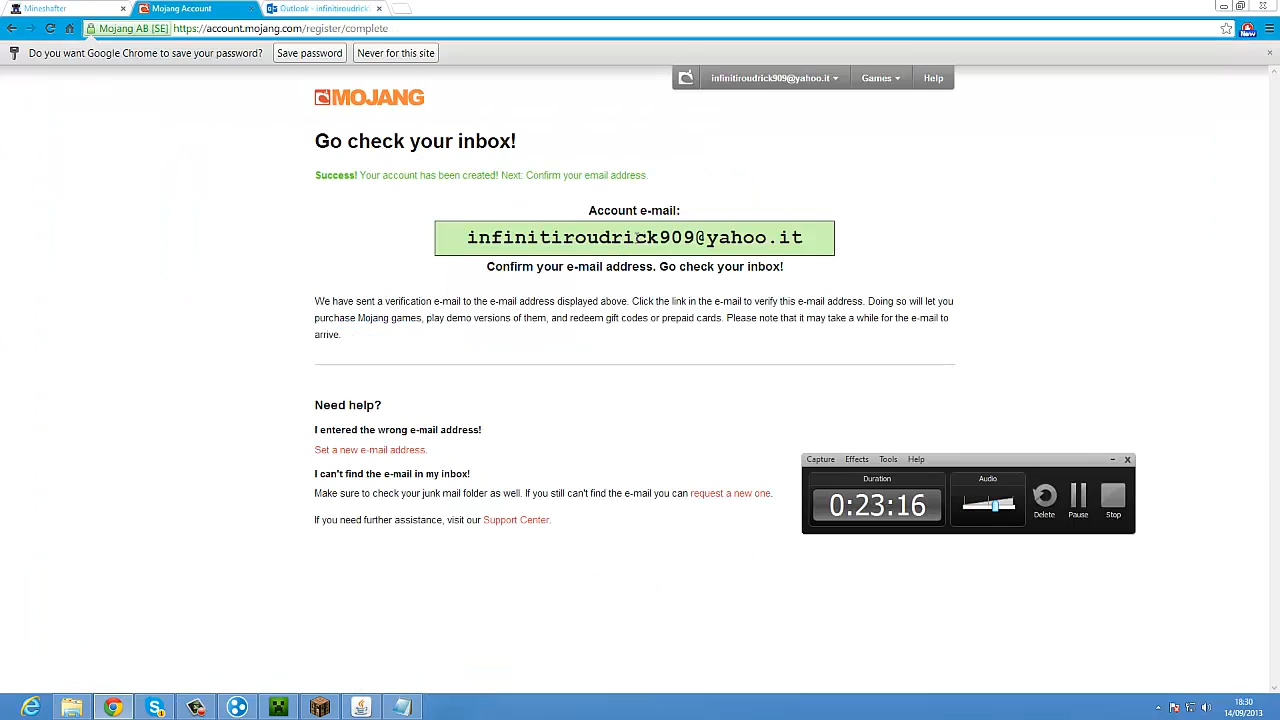 Mineshafter
Mojang Account
Outlook - infinitiroudrick
Mojang AB [SE]
https://account.mojang.com/register/complete
Do you want Google Chrome to save your password?
Save password
Never for this site
infinitiroudrick909@yahoo.it
Games
Help
MOJANG
Go check your inbox!
Success! Your account has been created! Next: Confirm your email address.
Account e-mail:
infinitiroudrick909@yahoo.it
Confirm your e-mail address. Go check your inbox!
We have sent a verification e-mail to the e-mail address displayed above. Click the link in the e-mail to verify this e-mail address. Doing so will let you
purchase Mojang games, play demo versions of them, and redeem gift codes or prepaid cards. Please note that it may take a while for the e-mail to
arrive.
Need help?
I entered the wrong e-mail address!
Set a new e-mail address.
I can't find the e-mail in my inbox!
Make sure to check your junk mail folder as well. If you still can't find the e-mail you can request a new one.
If you need further assistance, visit our Support Center.
Capture
Effects
Tools
Help
Duration
Audio
0:23:16
Delete
Pause
Stop
New
18:30
14/09/2013